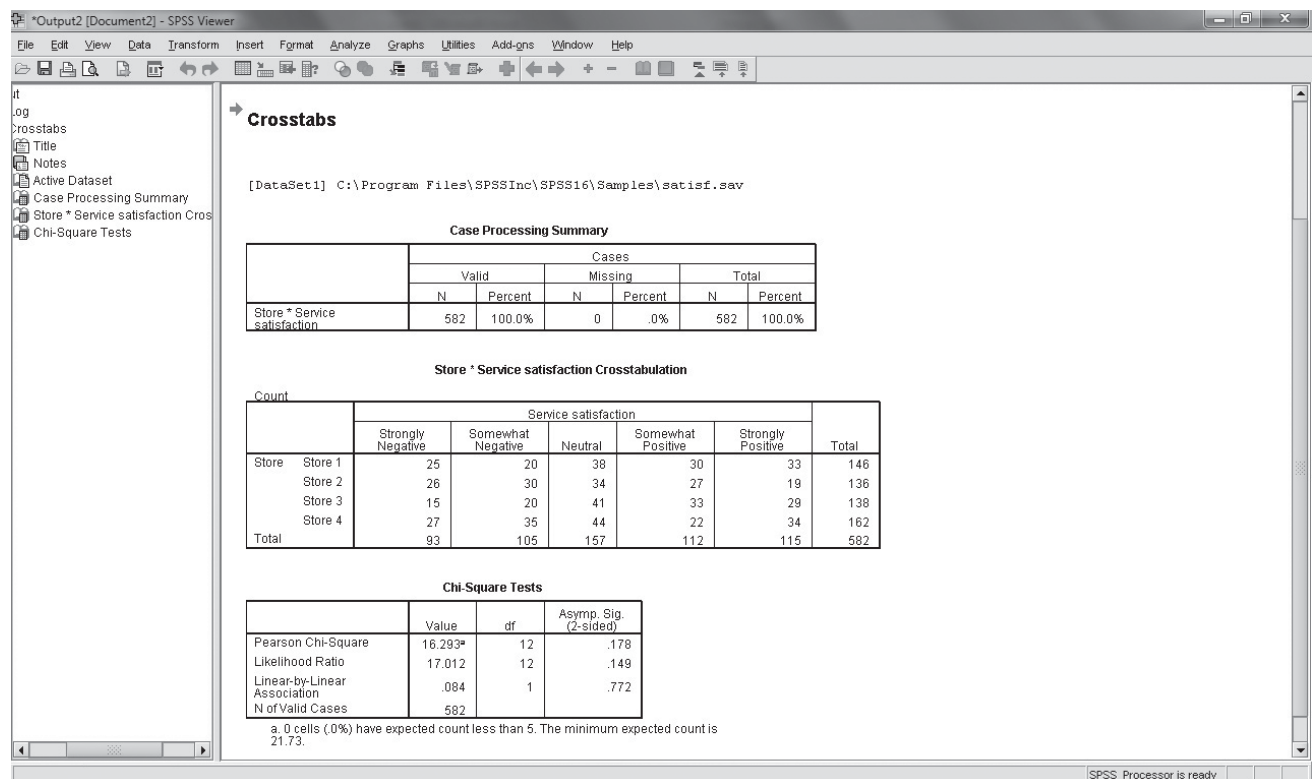 *Output2 [Document2] - SPSS Viewer
File Edit View Data Transform Insert Format Analyze Graphs Utilities Add-ons Window Help
ut
.og
Crosstabs
Title
Notes
Active Dataset
Case Processing Summary
Store * Service satisfaction Cros
Chi-Square Tests
Crosstabs
[DataSet1] C:\Program Files\SPSSInc\SPSS16\Samples\satisf.sav
Case Processing Summary
Cases
Valid Missing Total
N Percent N Percent N Percent
Store * Service satisfaction 582 100.0% 0 .0% 582 100.0%
Store * Service satisfaction Crosstabulation
Count
Service satisfaction
Strongly Negative Somewhat Negative Neutral Somewhat Positive Strongly Positive Total
Store Store 1 25 20 38 30 33 146
Store 2 26 30 34 27 19 136
Store 3 15 20 41 33 29 138
Store 4 27 35 44 22 34 162
Total 93 105 157 112 115 582
Chi-Square Tests
Value df Asymp. Sig. (2-sided)
Pearson Chi-Square 16.293a 12 .178
Likelihood Ratio 17.012 12 .149
Linear-by-Linear Association .084 1 .772
N of Valid Cases 582
a. 0 cells (.0%) have expected count less than 5. The minimum expected count is
21.73.
SPSS Processor is ready